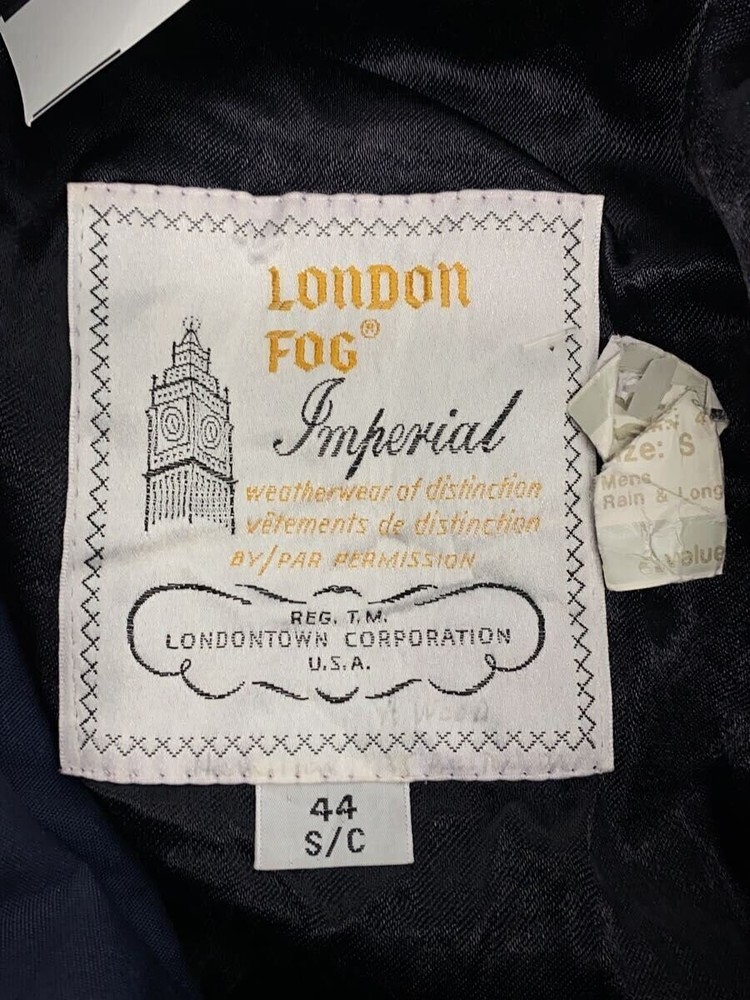 LONDON
FOG®
Imperial
weatherwear of distinction
vêtements de distinction
BY/PAR PERMISSION
REG. T.M.
LONDONTOWN CORPORATION
U.S.A.
44
S/C
ze: S
Mens
Rain & Long
value